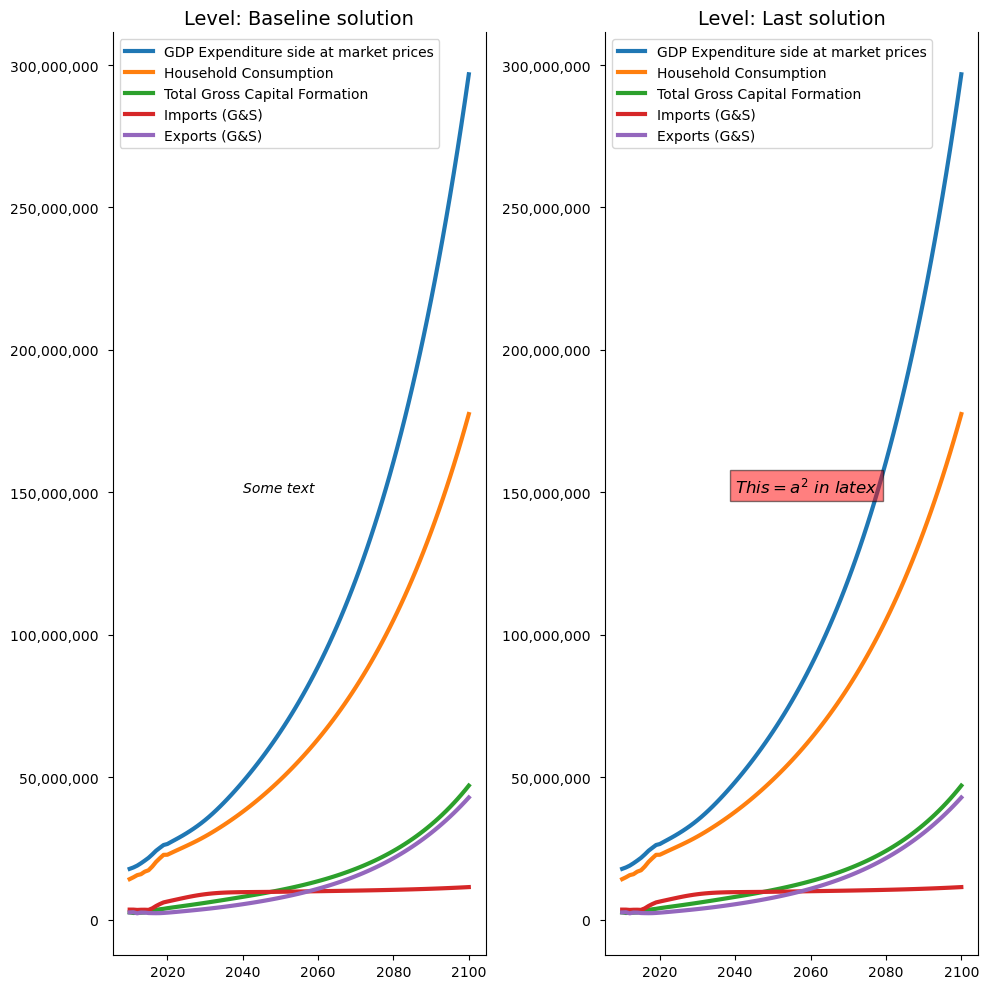 Level: Baseline solution
GDP Expenditure side at market prices
Household Consumption
Total Gross Capital Formation
Imports (G&S)
Exports (G&S)
300,000,000
250,000,000
200,000,000
150,000,000
100,000,000
50,000,000
0
Some text
2020 2040 2060 2080 2100
Level: Last solution
GDP Expenditure side at market prices
Household Consumption
Total Gross Capital Formation
Imports (G&S)
Exports (G&S)
300,000,000
250,000,000
200,000,000
150,000,000
100,000,000
50,000,000
0
This = a² in latex
2020 2040 2060 2080 2100